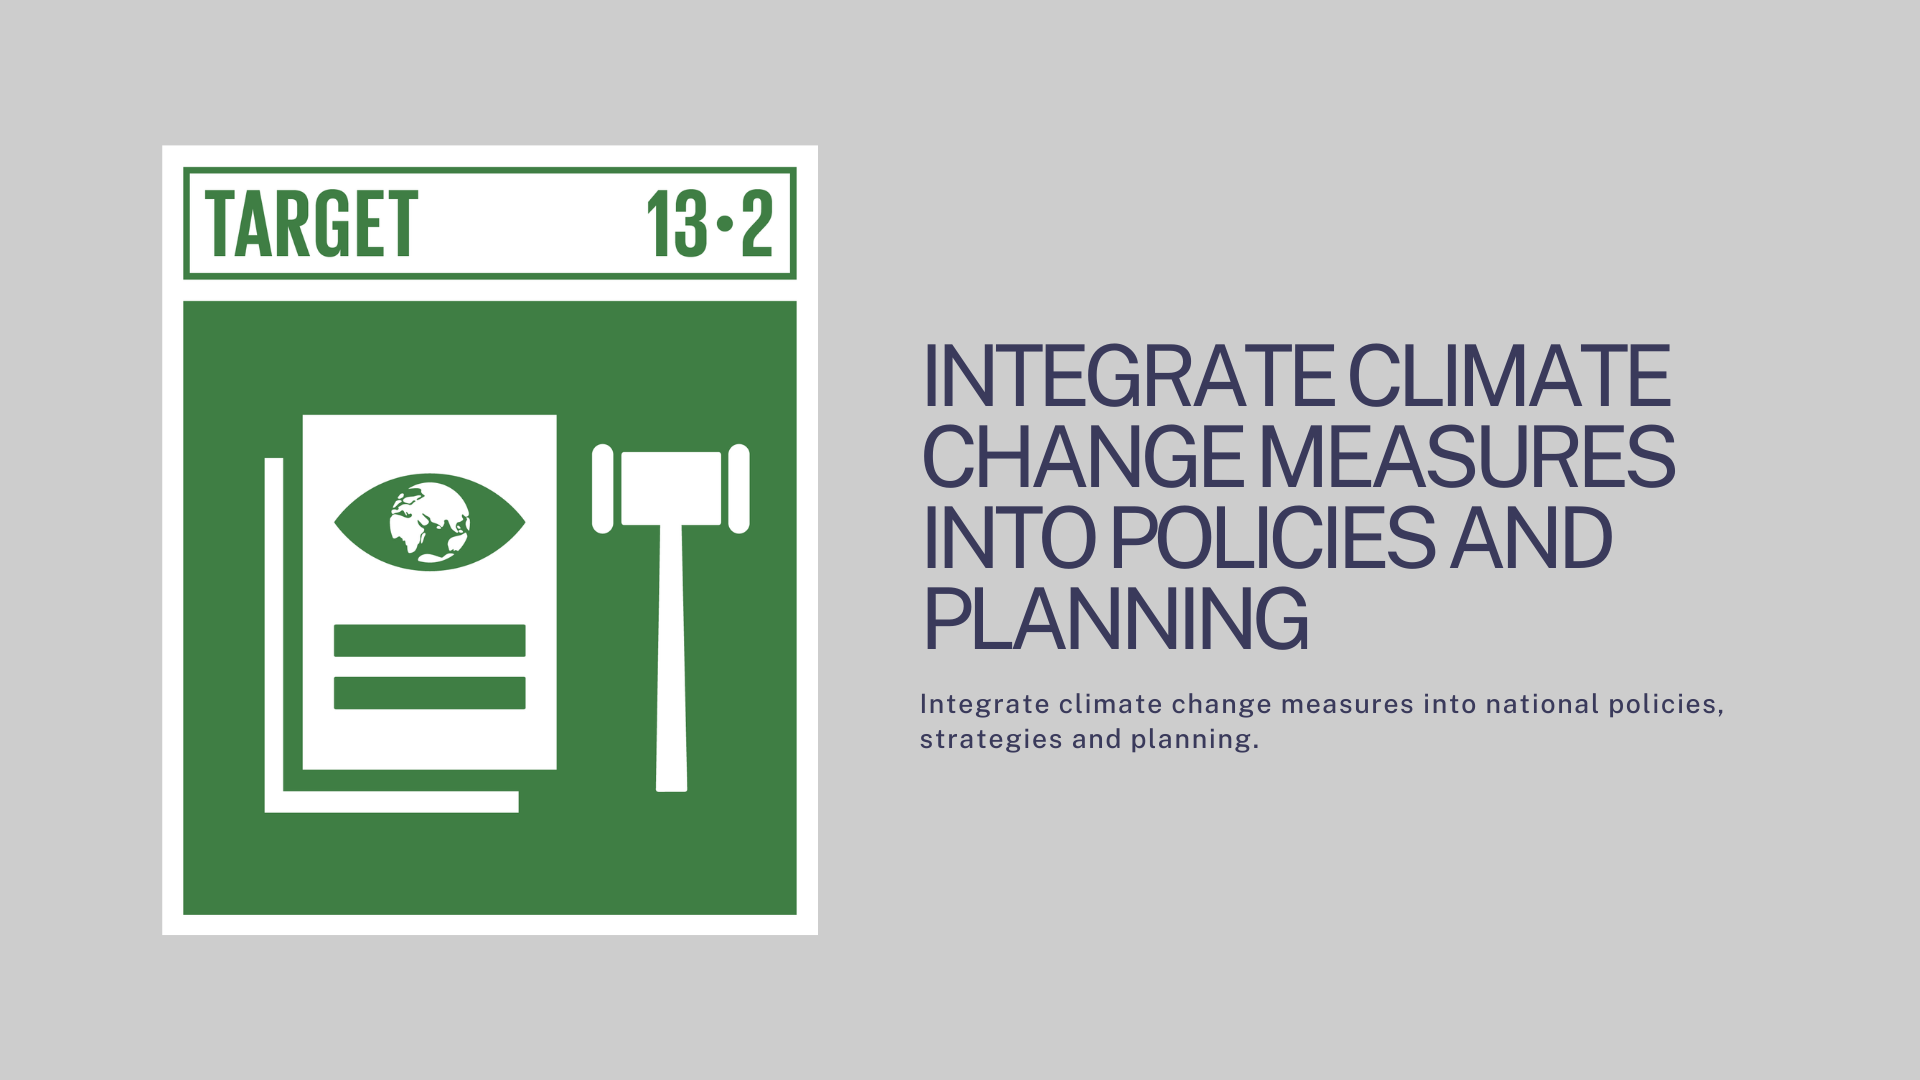 TARGET 13•2
INTEGRATE CLIMATE
CHANGE MEASURES
INTO POLICIES AND
PLANNING
Integrate climate change measures into national policies,
strategies and planning.